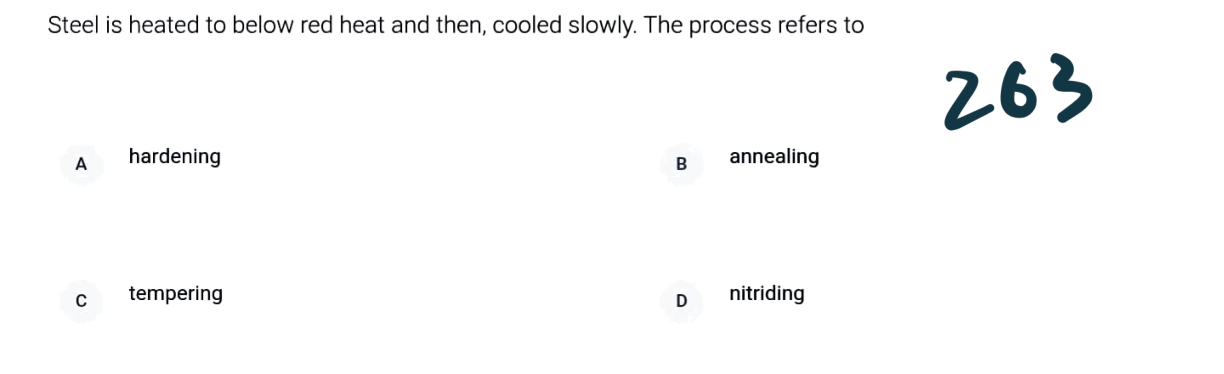 Steel is heated to below red heat and then, cooled slowly. The process refers to
263
A hardening
B annealing
C tempering
D nitriding